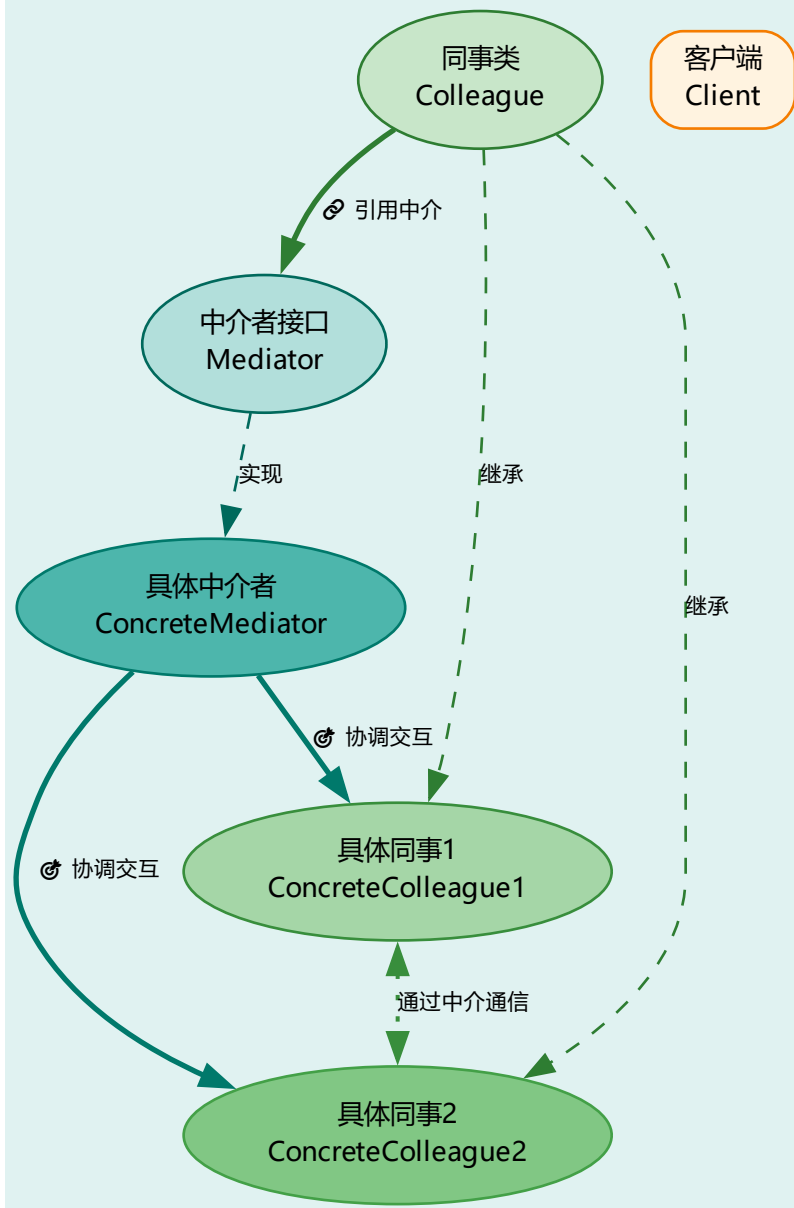 同事类
Colleague
客户端
Client
引用中介
中介者接口
Mediator
实现
继承
具体中介者
ConcreteMediator
继承
协调交互
具体同事1
ConcreteColleague1
协调交互
通过中介通信
具体同事2
ConcreteColleague2